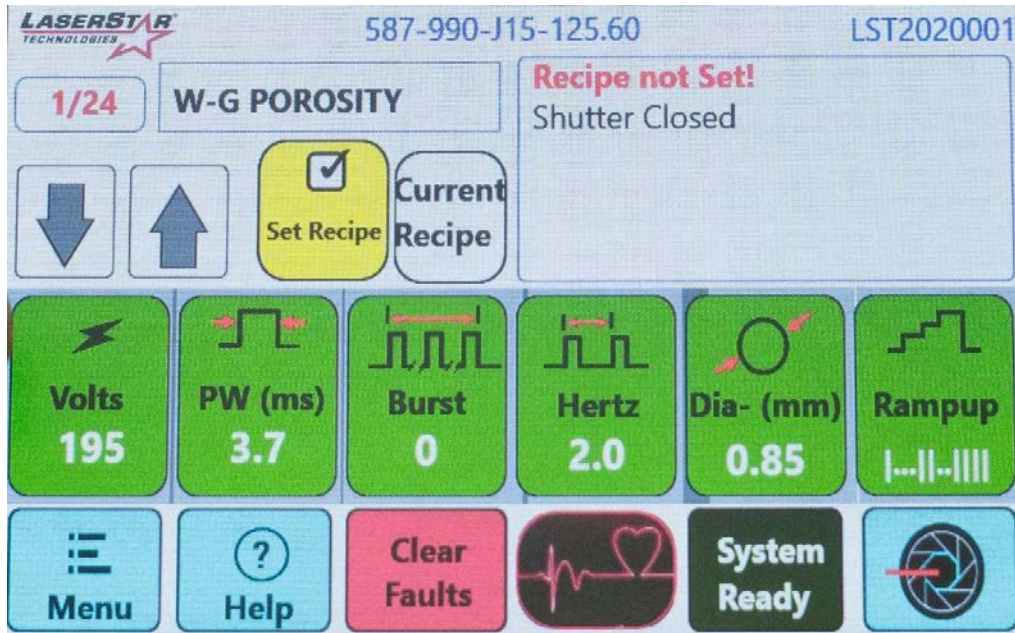 LASERSTAR
TECHNOLOGIES
587-990-J15-125.60
LST2020001
1/24
W-G POROSITY
Recipe not Set!
Shutter Closed
Set Recipe
Current
Recipe
Volts
195
PW (ms)
3.7
Burst
0
Hertz
2.0
Dia- (mm)
0.85
Rampup
|...||..||||
Menu
?
Help
Clear
Faults
System
Ready